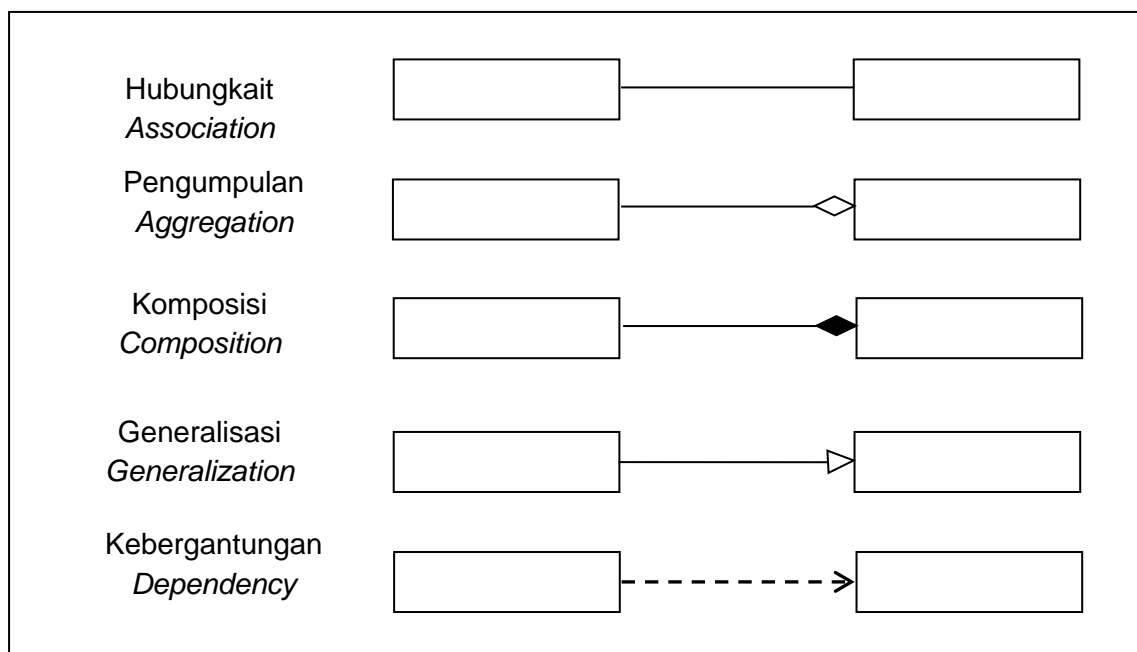 Hubungkait
Association
Pengumpulan
Aggregation
Komposisi
Composition
Generalisasi
Generalization
Kebergantungan
Dependency